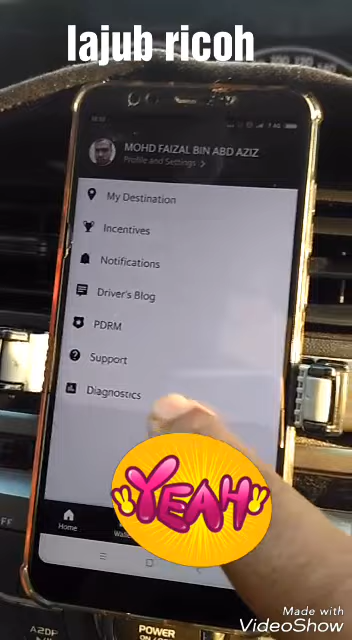 lajub ricoh
MOHD FAIZAL BIN ABD AZIZ
Profile and Settings >
My Destination
Incentives
Notifications
Driver's Blog
PDRM
Support
Diagnostics
YEAH
Home
Made with
VideoShow
A2DP
POWER